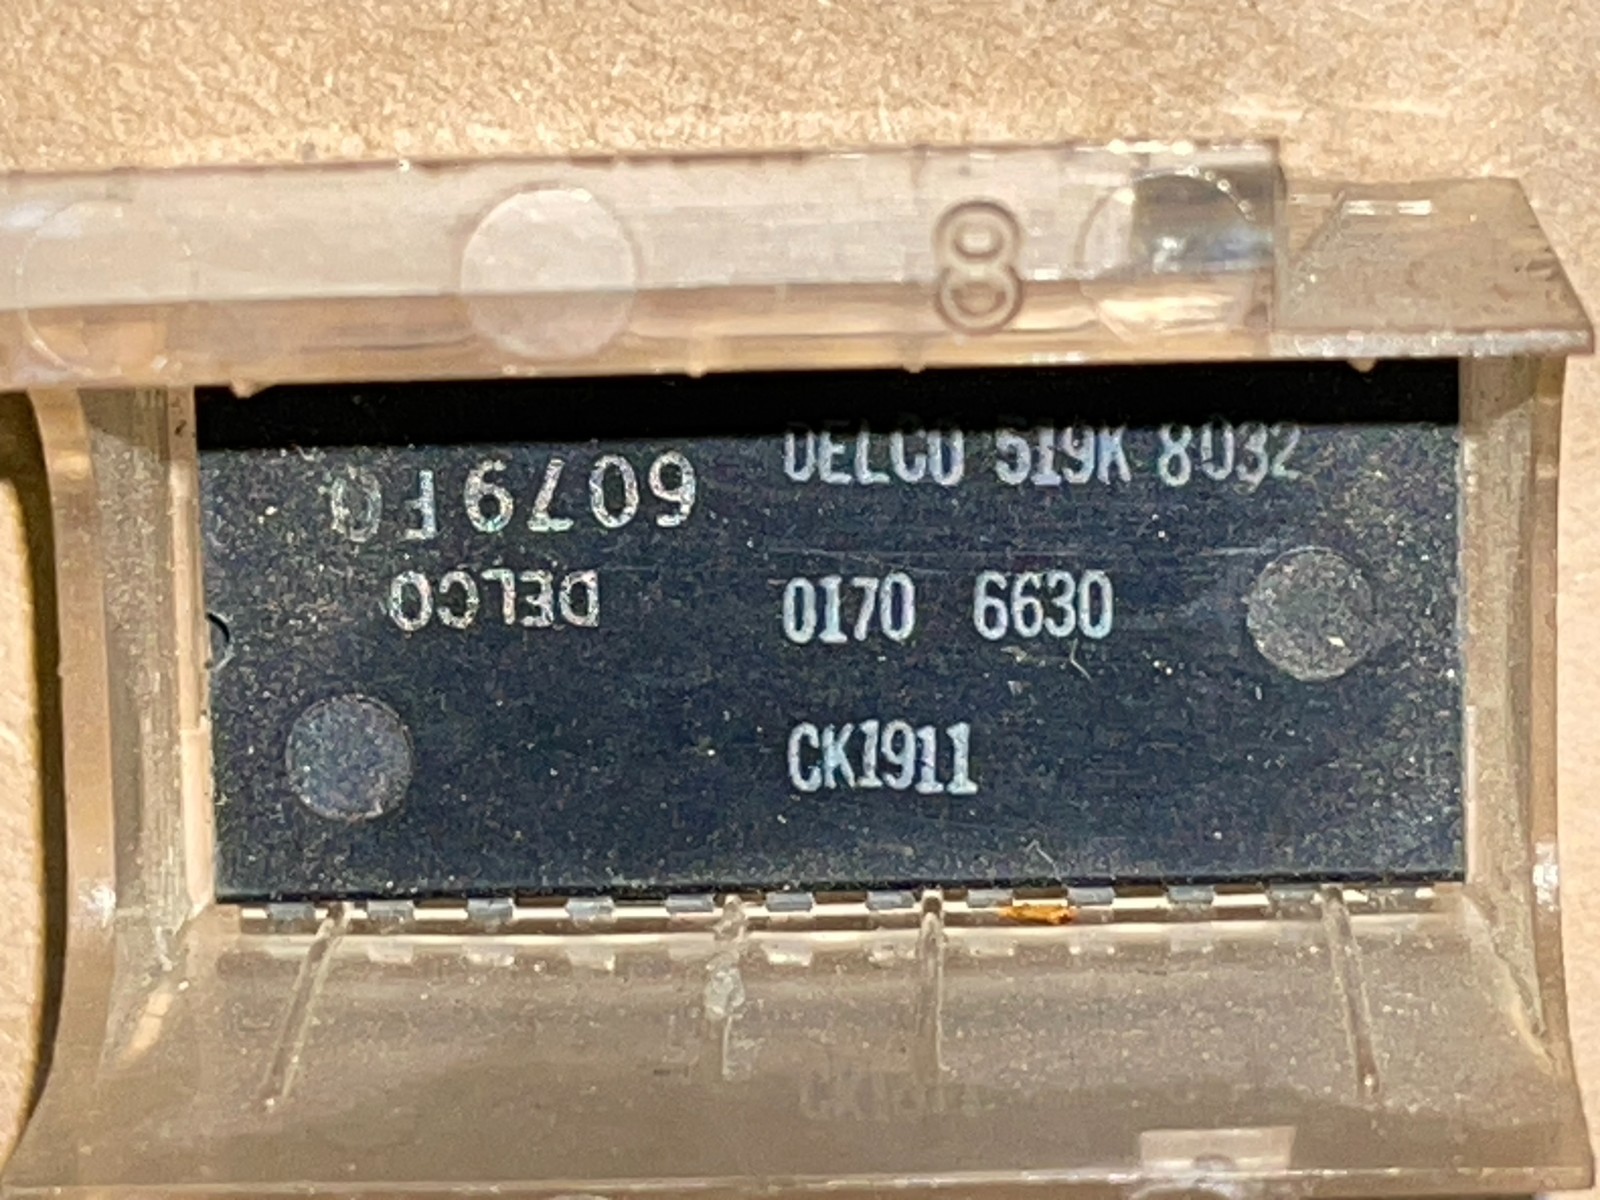 8
DELCO 519K 8032
0170 6630
CK1911
DELCO
6079FQ